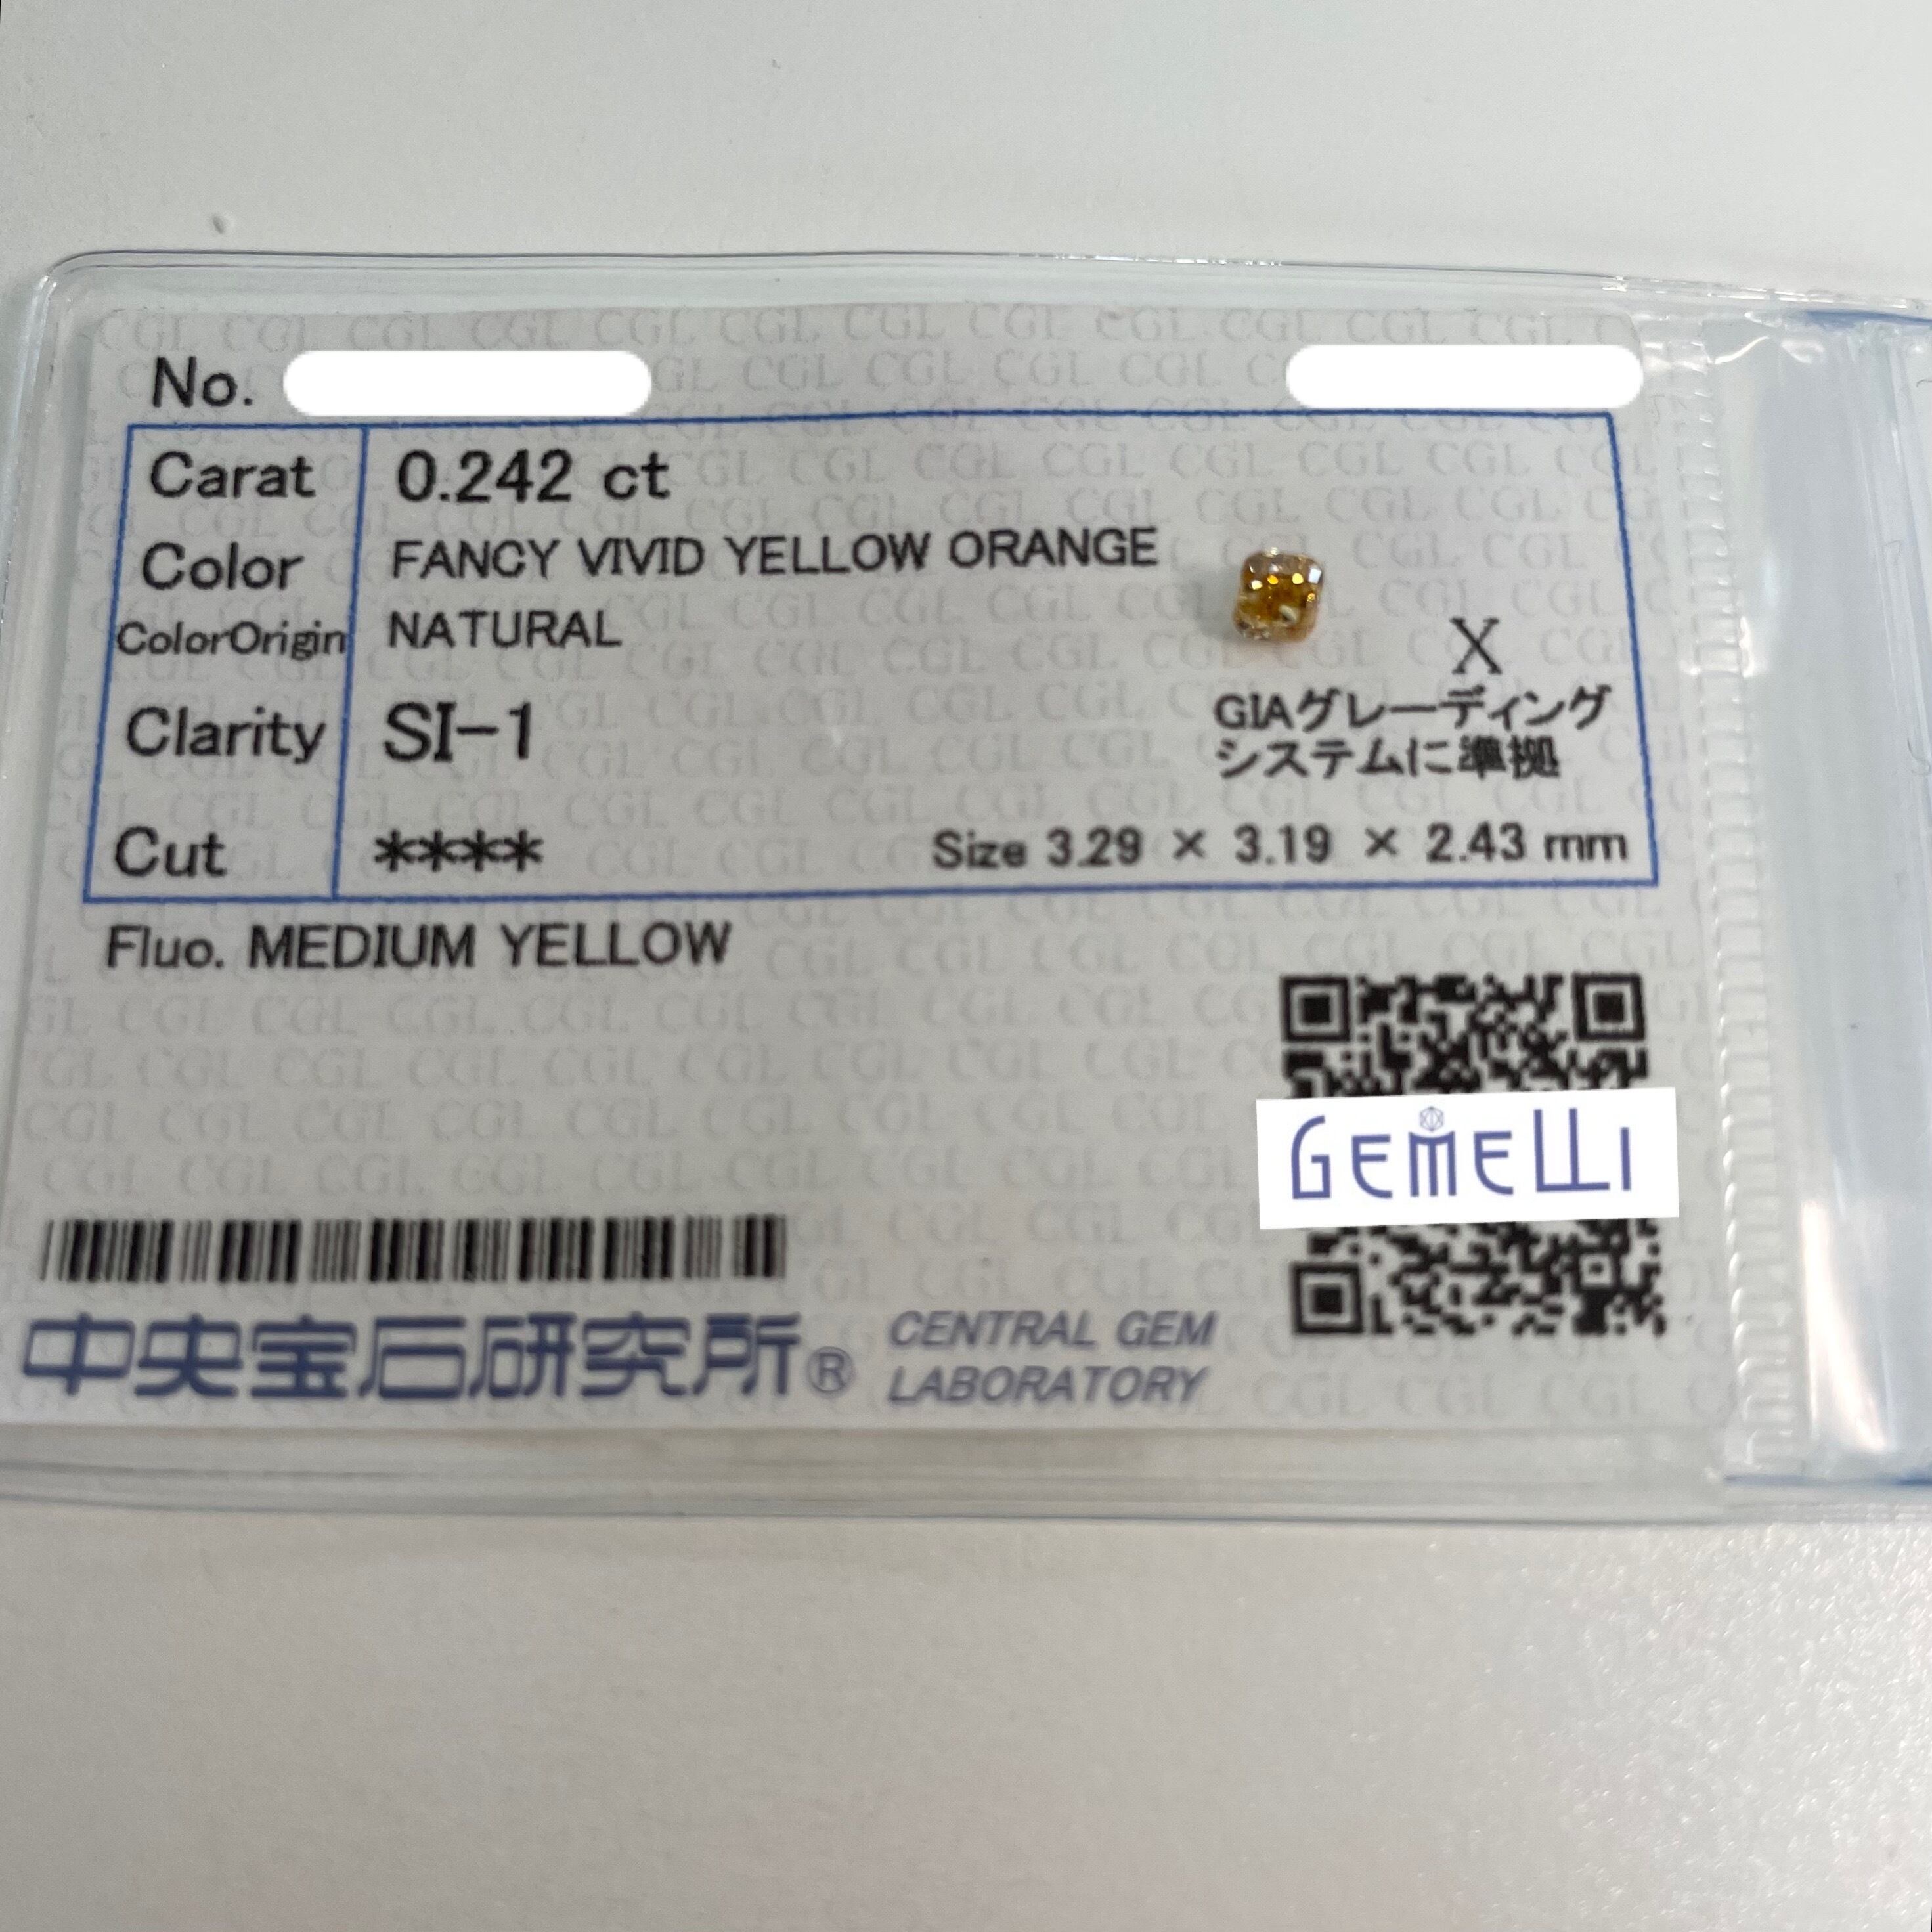 No.
Carat 0.242 ct
Color FANCY VIVID YELLOW ORANGE
ColorOrigin NATURAL
X
Clarity SI-1
GIAグレーディング
システムに準拠
Cut ****
Size 3.29 × 3.19 × 2.43 mm
Fluo. MEDIUM YELLOW
GEMELLI
中央宝石研究所® CENTRAL GEM
LABORATORY